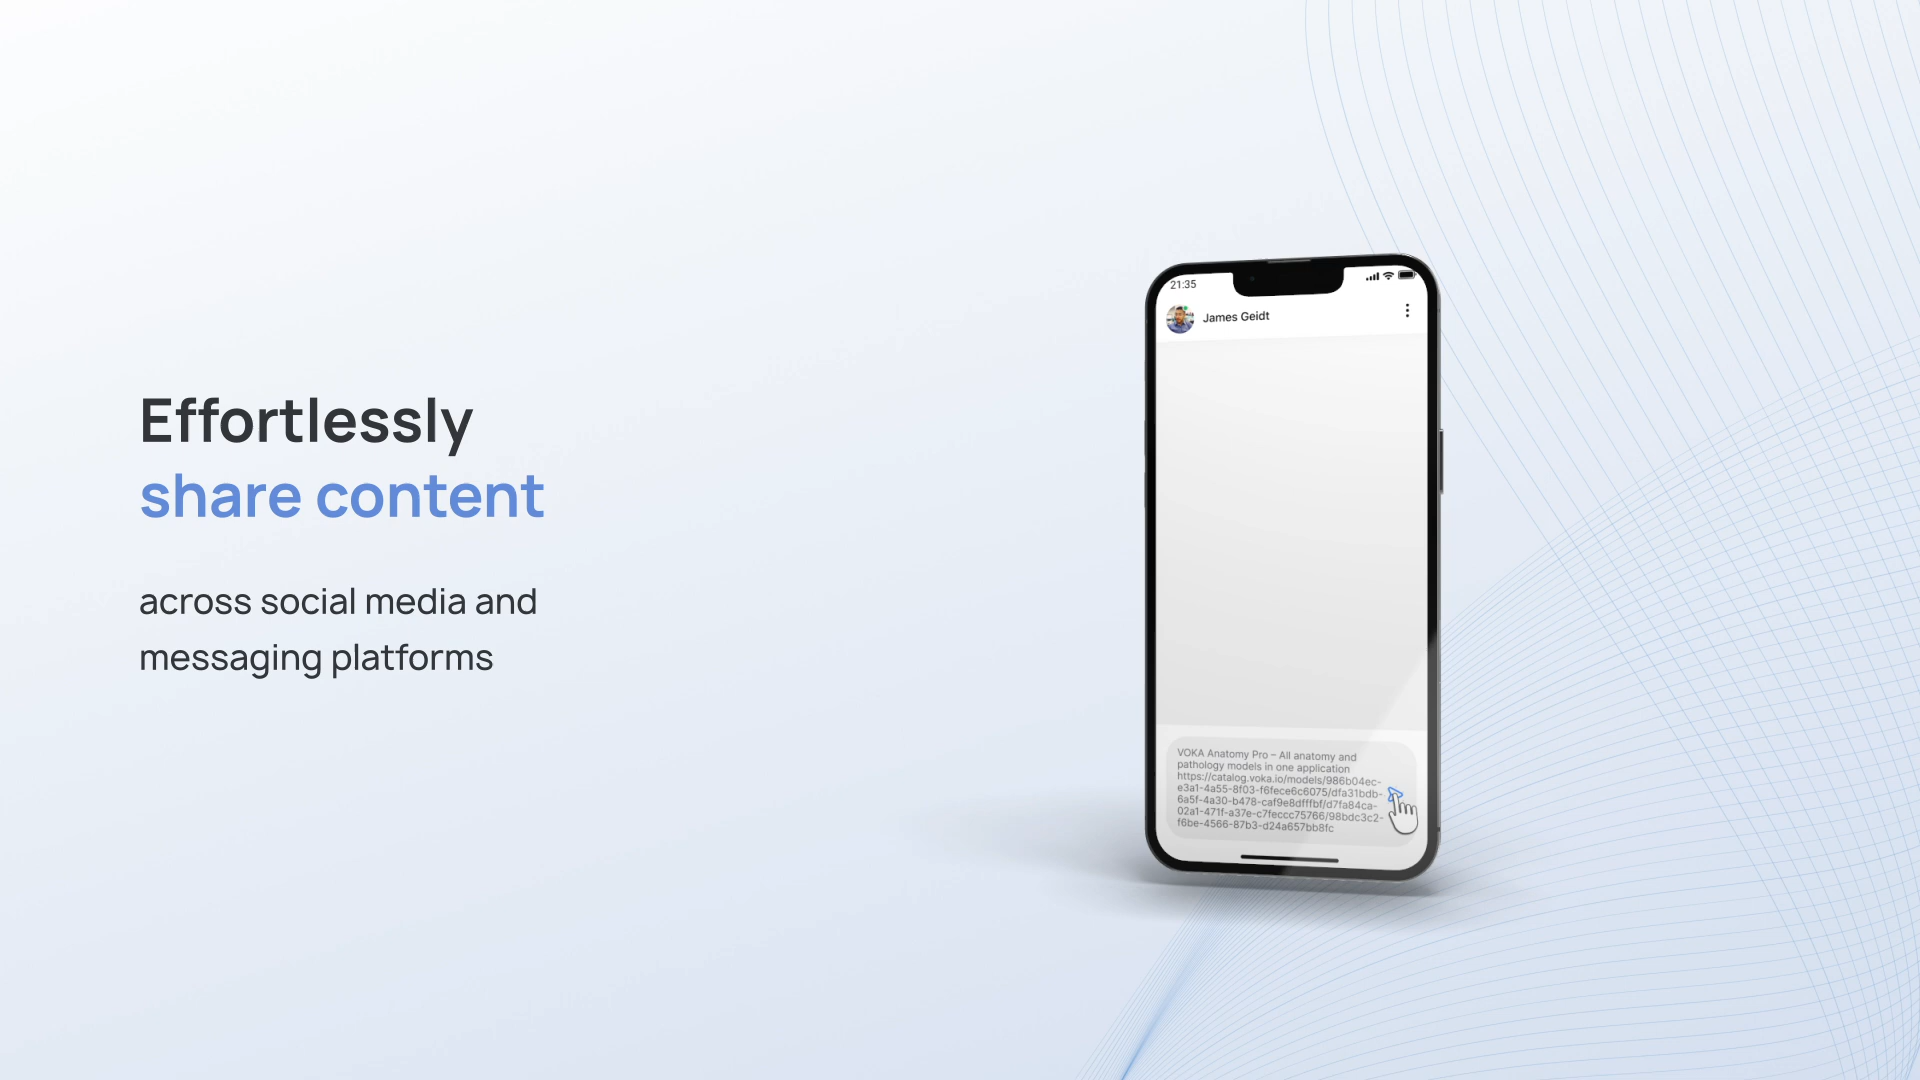 Effortlessly
share content
across social media and
messaging platforms
21:35
James Geidt
VOKA Anatomy Pro – All anatomy and
pathology models in one application
https://catalog.voka.io/models/986b04ec-
e3a1-4a55-8f03-f6fece6c6075/dfa31bdb-
6a5f-4a30-b478-caf9e8dfffbf/d7fa84ca-
02a1-471f-a37e-c7feccc75766/98bdc3c2-
f6be-4566-87b3-d24a657bb8fc